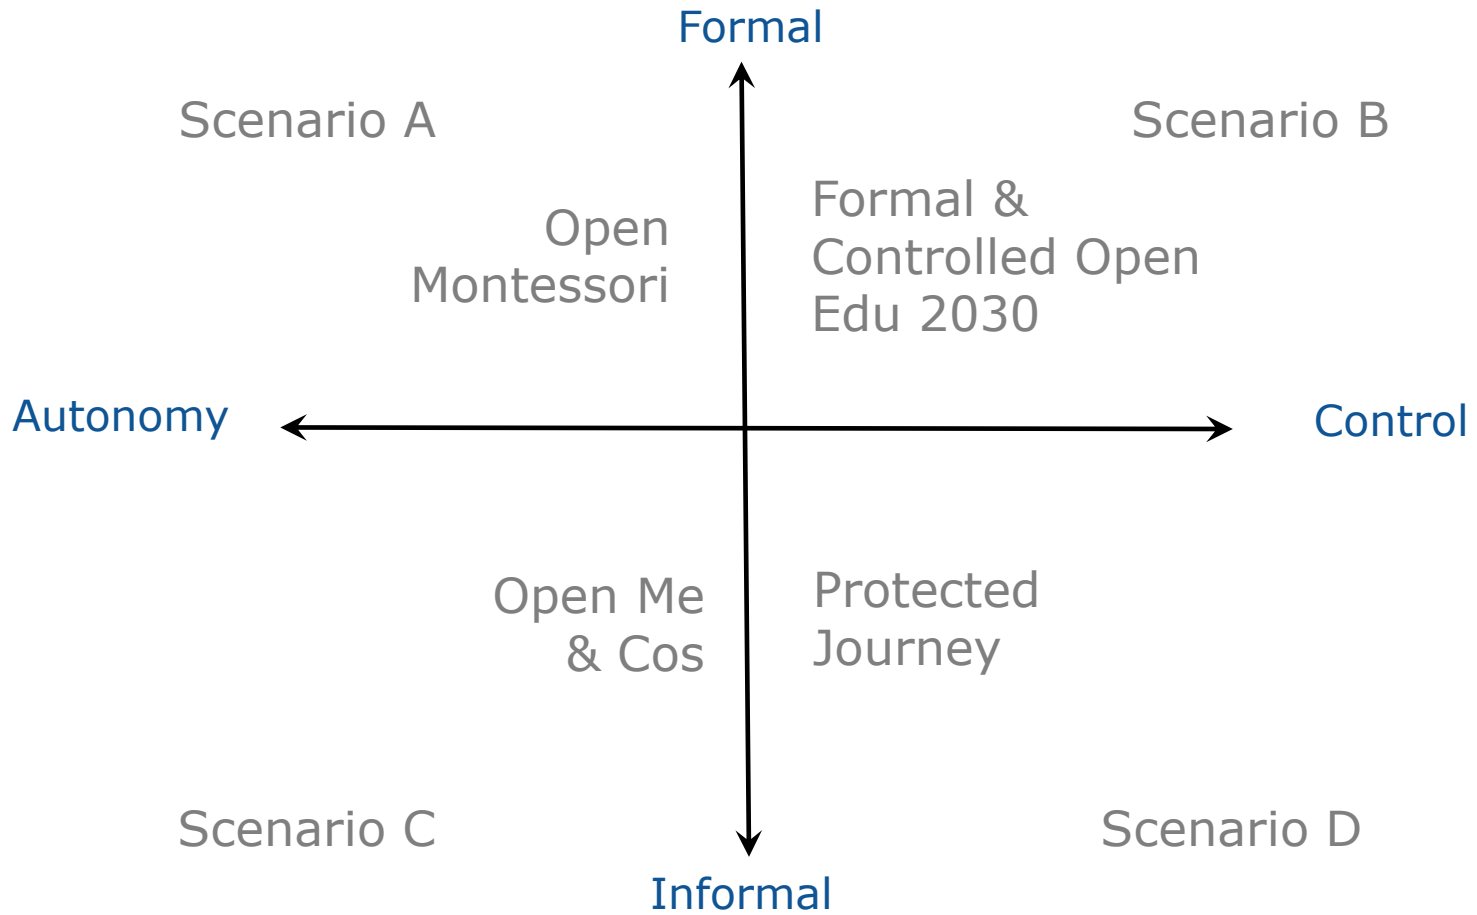 Formal
Scenario A
Scenario B
Open
Montessori
Formal &
Controlled Open
Edu 2030
Autonomy
Control
Open Me
& Cos
Protected
Journey
Scenario C
Scenario D
Informal